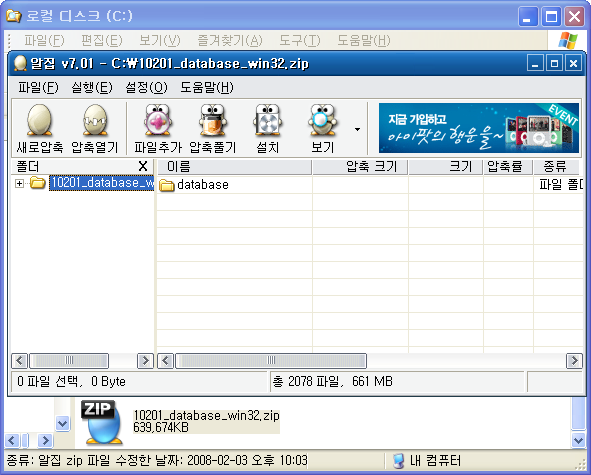 로컬 디스크 (C:)
파일(F) 편집(E) 보기(V) 즐겨찾기(A) 도구(T) 도움말(H)
알집 v7.01 - C:₩10201_database_win32.zip
파일(F) 실행(E) 설정(O) 도움말(H)
새로압축 압축열기 파일추가 압축풀기 설치 보기
지금 가입하고
아이팟의 행운을~
EVENT
폴더 X 이름 압축 크기 크기 압축률 종류
10201_database_w database 파일 폴더
0 파일 선택, 0 Byte 총 2078 파일, 661 MB
ZIP
10201_database_win32.zip
639,674KB
종류: 알집 zip 파일 수정한 날짜: 2008-02-03 오후 10:03 내 컴퓨터